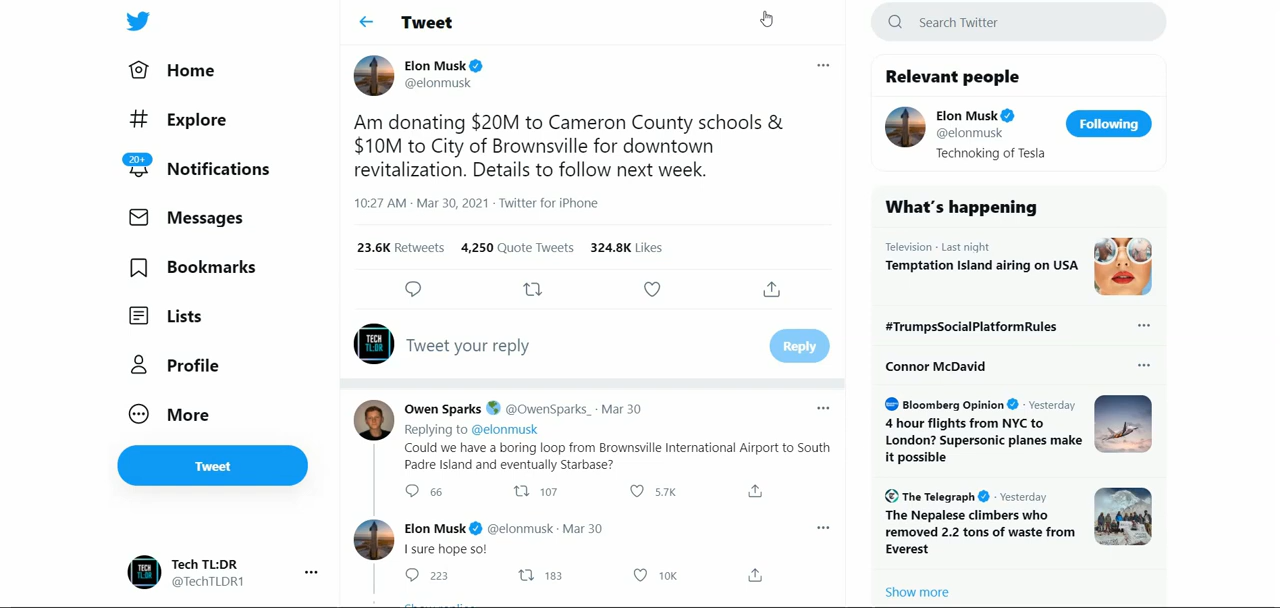 Home
Explore
20+
Notifications
Messages
Bookmarks
Lists
Profile
More
Tweet
Tech TL:DR
@TechTLDR1
Tweet
Elon Musk
@elonmusk
Am donating $20M to Cameron County schools &
$10M to City of Brownsville for downtown
revitalization. Details to follow next week.
10:27 AM · Mar 30, 2021 · Twitter for iPhone
23.6K Retweets 4,250 Quote Tweets 324.8K Likes
TECH
TL:DR
Tweet your reply
Reply
Owen Sparks @OwenSparks_ · Mar 30
Replying to @elonmusk
Could we have a boring loop from Brownsville International Airport to South
Padre Island and eventually Starbase?
66 107 5.7K
Elon Musk @elonmusk · Mar 30
I sure hope so!
223 183 10K
Show replies
Search Twitter
Relevant people
Elon Musk
@elonmusk
Following
Technoking of Tesla
What's happening
Television · Last night
Temptation Island airing on USA
#TrumpsSocialPlatformRules
Connor McDavid
Bloomberg Opinion · Yesterday
4 hour flights from NYC to
London? Supersonic planes make
it possible
The Telegraph · Yesterday
The Nepalese climbers who
removed 2.2 tons of waste from
Everest
Show more